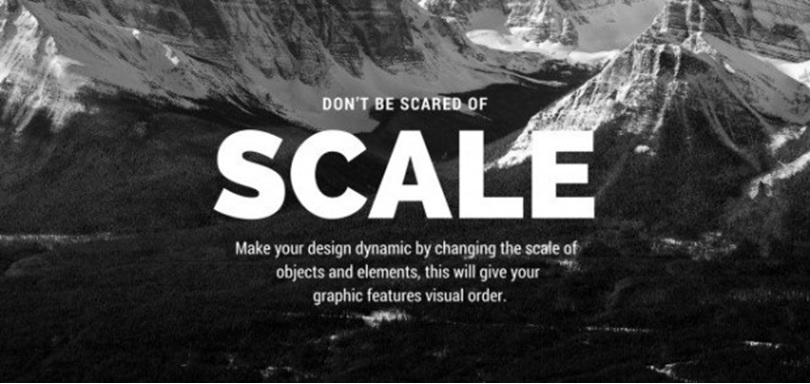 DON'T BE SCARED OF
SCALE
Make your design dynamic by changing the scale of
objects and elements, this will give your
graphic features visual order.